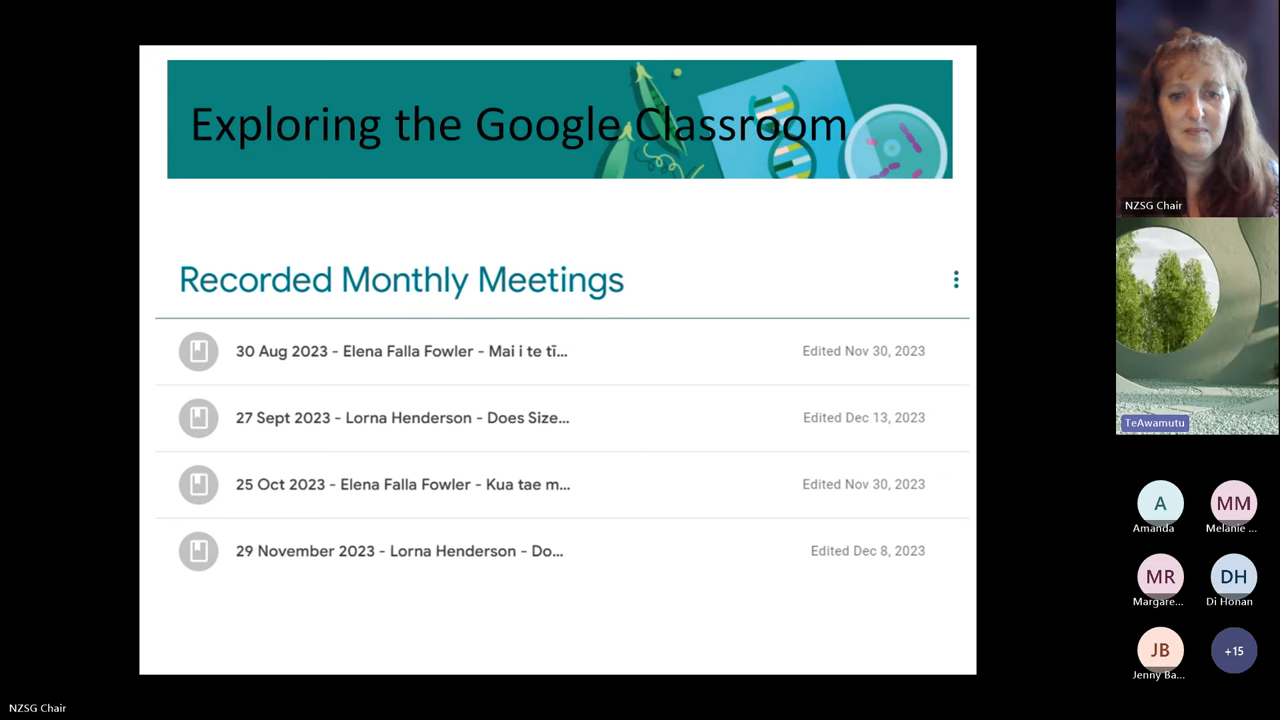 Exploring the Google Classroom
Recorded Monthly Meetings
30 Aug 2023 - Elena Falla Fowler - Mai i te tī...
Edited Nov 30, 2023
27 Sept 2023 - Lorna Henderson - Does Size...
Edited Dec 13, 2023
25 Oct 2023 - Elena Falla Fowler - Kua tae m...
Edited Nov 30, 2023
29 November 2023 - Lorna Henderson - Do...
Edited Dec 8, 2023
NZSG Chair
TeAwamutu
A
MM
Amanda
Melanie ...
MR
DH
Margare...
Di Honan
JB
+15
Jenny Ba...
NZSG Chair